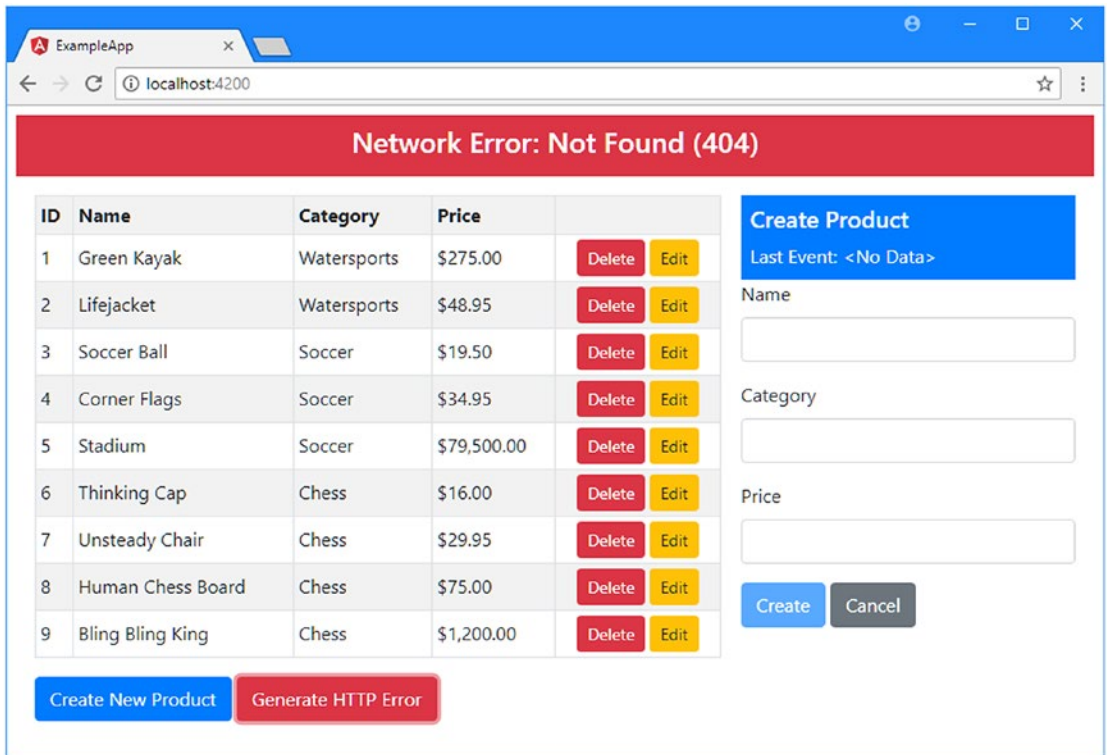 ExampleApp
localhost:4200
Network Error: Not Found (404)
ID Name Category Price
1 Green Kayak Watersports $275.00 Delete Edit
2 Lifejacket Watersports $48.95 Delete Edit
3 Soccer Ball Soccer $19.50 Delete Edit
4 Corner Flags Soccer $34.95 Delete Edit
5 Stadium Soccer $79,500.00 Delete Edit
6 Thinking Cap Chess $16.00 Delete Edit
7 Unsteady Chair Chess $29.95 Delete Edit
8 Human Chess Board Chess $75.00 Delete Edit
9 Bling Bling King Chess $1,200.00 Delete Edit
Create New Product Generate HTTP Error
Create Product
Last Event: <No Data>
Name
Category
Price
Create Cancel